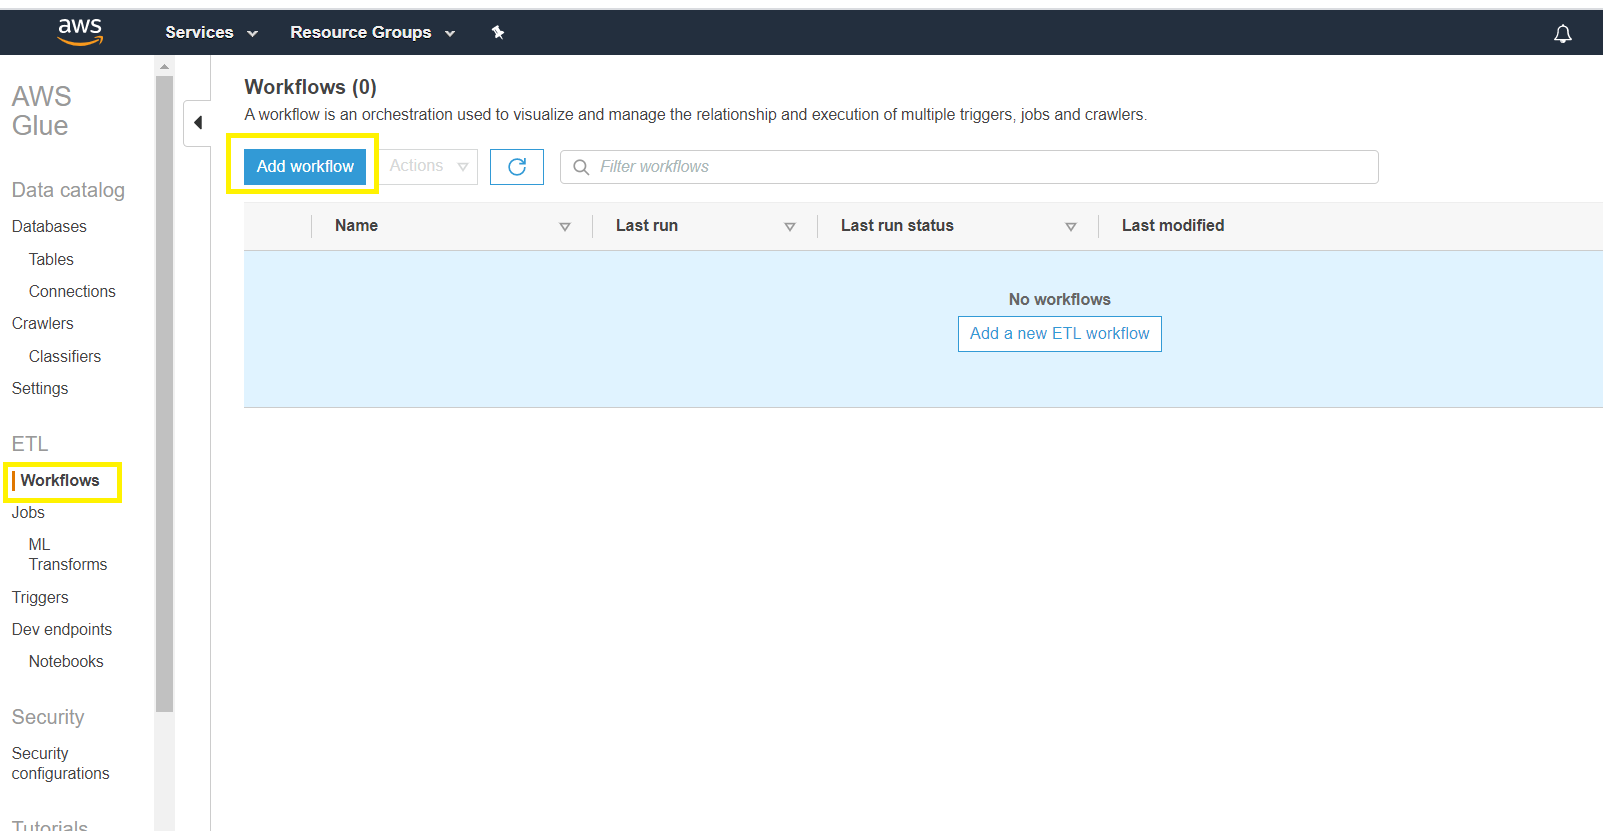 aws
Services
Resource Groups
AWS
Glue
Data catalog
Databases
Tables
Connections
Crawlers
Classifiers
Settings
ETL
Workflows
Jobs
ML
Transforms
Triggers
Dev endpoints
Notebooks
Security
Security
configurations
Tutorials
Workflows (0)
A workflow is an orchestration used to visualize and manage the relationship and execution of multiple triggers, jobs and crawlers.
Add workflow
Actions
Filter workflows
Name
Last run
Last run status
Last modified
No workflows
Add a new ETL workflow